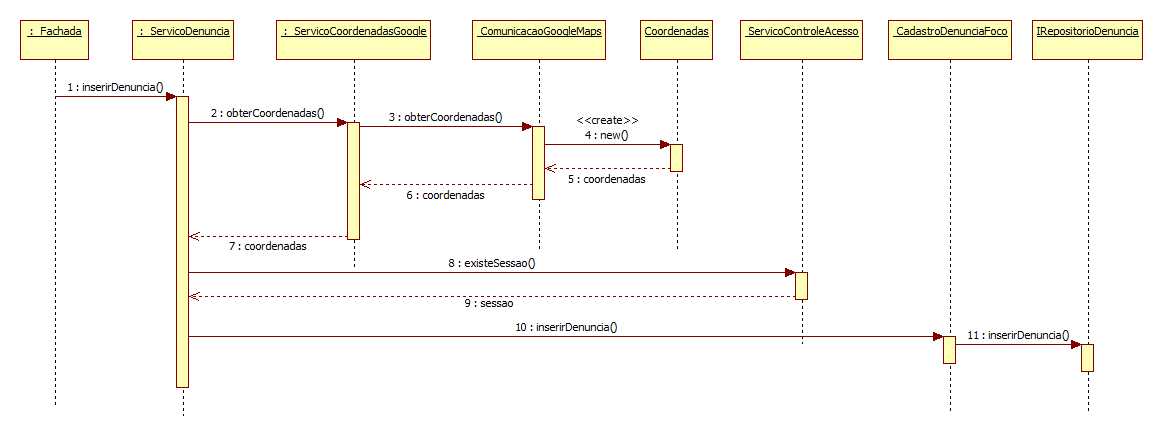 : Fachada
: ServicoDenuncia
: ServicoCoordenadasGoogle
ComunicacaoGoogleMaps
Coordenadas
ServicoControleAcesso
CadastroDenunciaFoco
IRepositorioDenuncia
1 : inserirDenuncia()
2 : obterCoordenadas()
3 : obterCoordenadas()
<<create>>
4 : new()
5 : coordenadas
6 : coordenadas
7 : coordenadas
8 : existeSessao()
9 : sessao
10 : inserirDenuncia()
11 : inserirDenuncia()